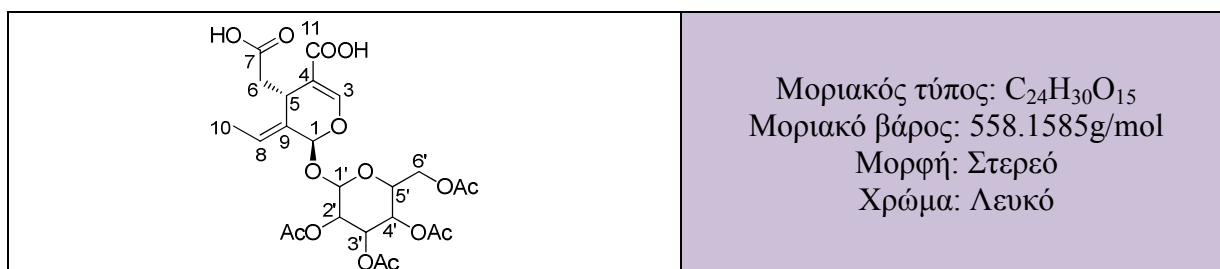 11
HO
O
COOH
7
4
6
5
3
10
1
O
8
9
O
1'
O
6'
OAc
5'
2'
4'
AcO
3'
OAc
OAc
Μοριακός τύπος: C₂₄H₃₀O₁₅
Μοριακό βάρος: 558.1585g/mol
Μορφή: Στερεό
Χρώμα: Λευκό